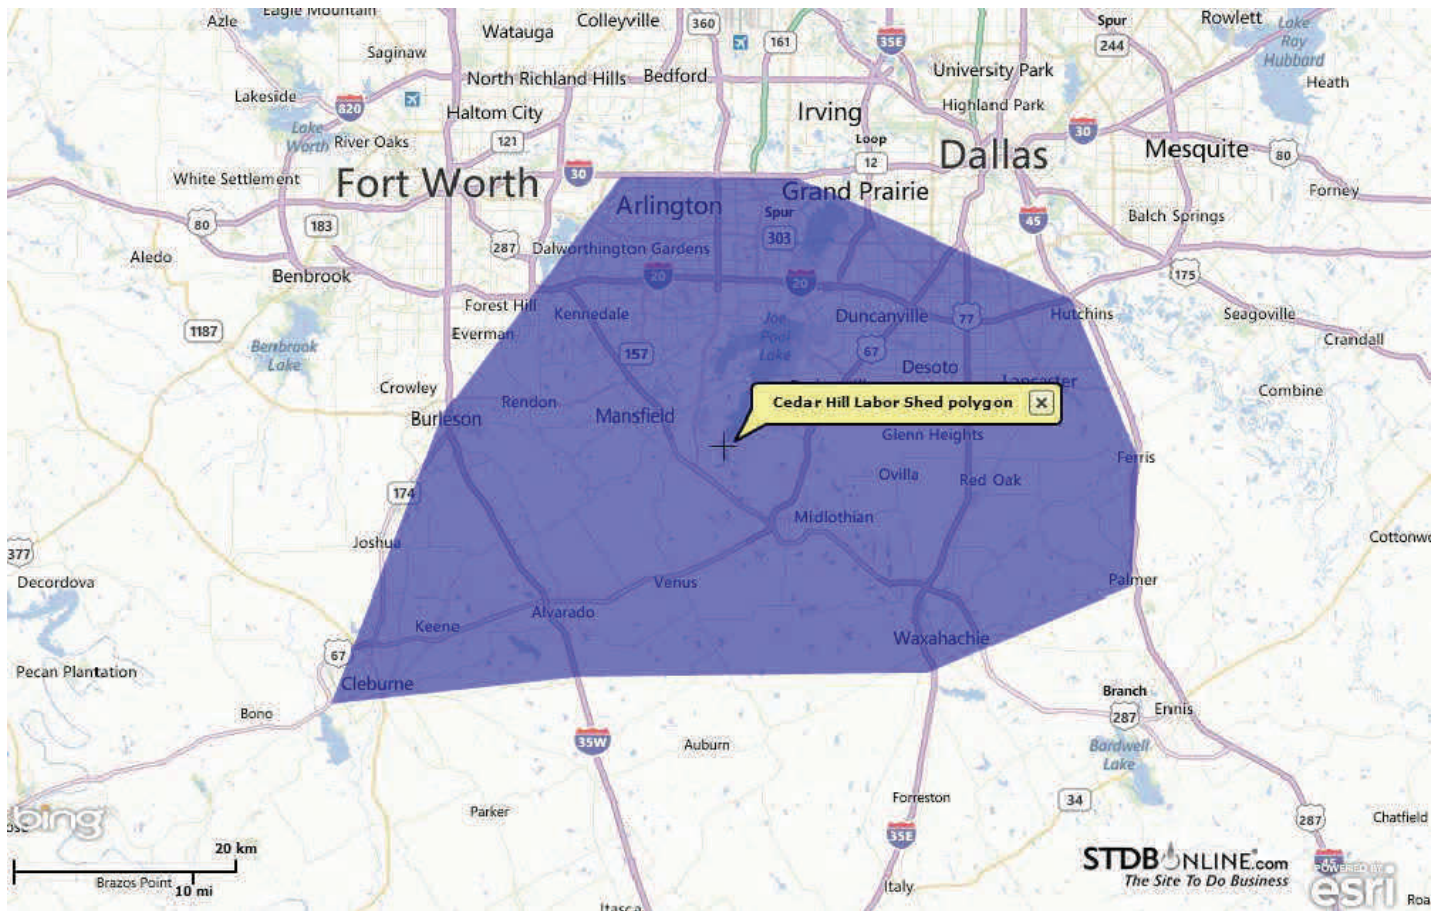 Eagle Mountain
Azle
Colleyville
Watauga
360
Spur
Rowlett
Lake
Ray
Hubbard
161
35E
244
Saginaw
North Richland Hills
Bedford
University Park
Heath
Lakeside
820
Haltom City
Irving
Highland Park
Lake
Worth
River Oaks
121
Loop
12
Dallas
30
Mesquite
80
White Settlement
Fort Worth
30
Grand Prairie
Forney
Arlington
Spur
303
45
Balch Springs
80
183
287
Dalworthington Gardens
Aledo
Benbrook
20
20
175
Forest Hill
Kennedale
Joe
Pool
Lake
Duncanville
77
Hutchins
Seagoville
1187
Everman
Crandall
Benbrook
Lake
157
67
Desoto
Crowley
Rendon
Lancaster
Combine
Cedar Hill Labor Shed polygon
Burleson
Mansfield
Glenn Heights
Ferris
Ovilla
Red Oak
174
Midlothian
Joshua
377
Cottonw
Decordova
Venus
Palmer
Alvarado
Keene
Waxahachie
67
Pecan Plantation
Cleburne
Branch
287
Ennis
Bono
35W
Auburn
Bardwell
Lake
Forreston
34
Parker
287
Chatfield
bing
35E
20 km
10 mi
Brazos Point
STDBONLINE.com
The Site To Do Business
45
POWERED BY
esri
Italy
Itasca
Roa